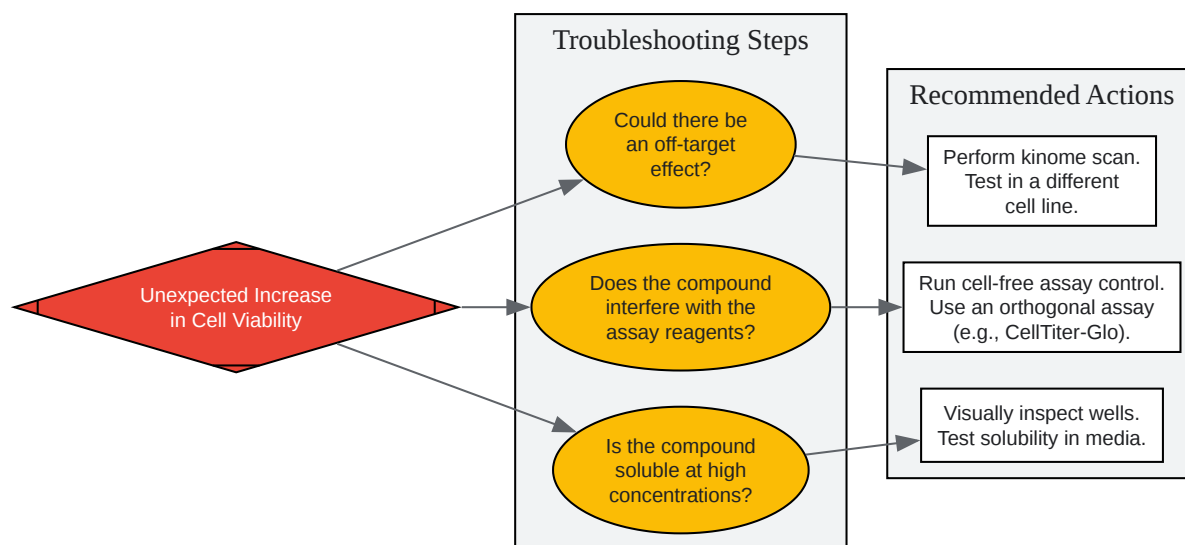 Unexpected Increase
in Cell Viability
Troubleshooting Steps
Could there be
an off-target
effect?
Does the compound
interfere with the
assay reagents?
Is the compound
soluble at high
concentrations?
Recommended Actions
Perform kinome scan.
Test in a different
cell line.
Run cell-free assay control.
Use an orthogonal assay
(e.g., CellTiter-Glo).
Visually inspect wells.
Test solubility in media.